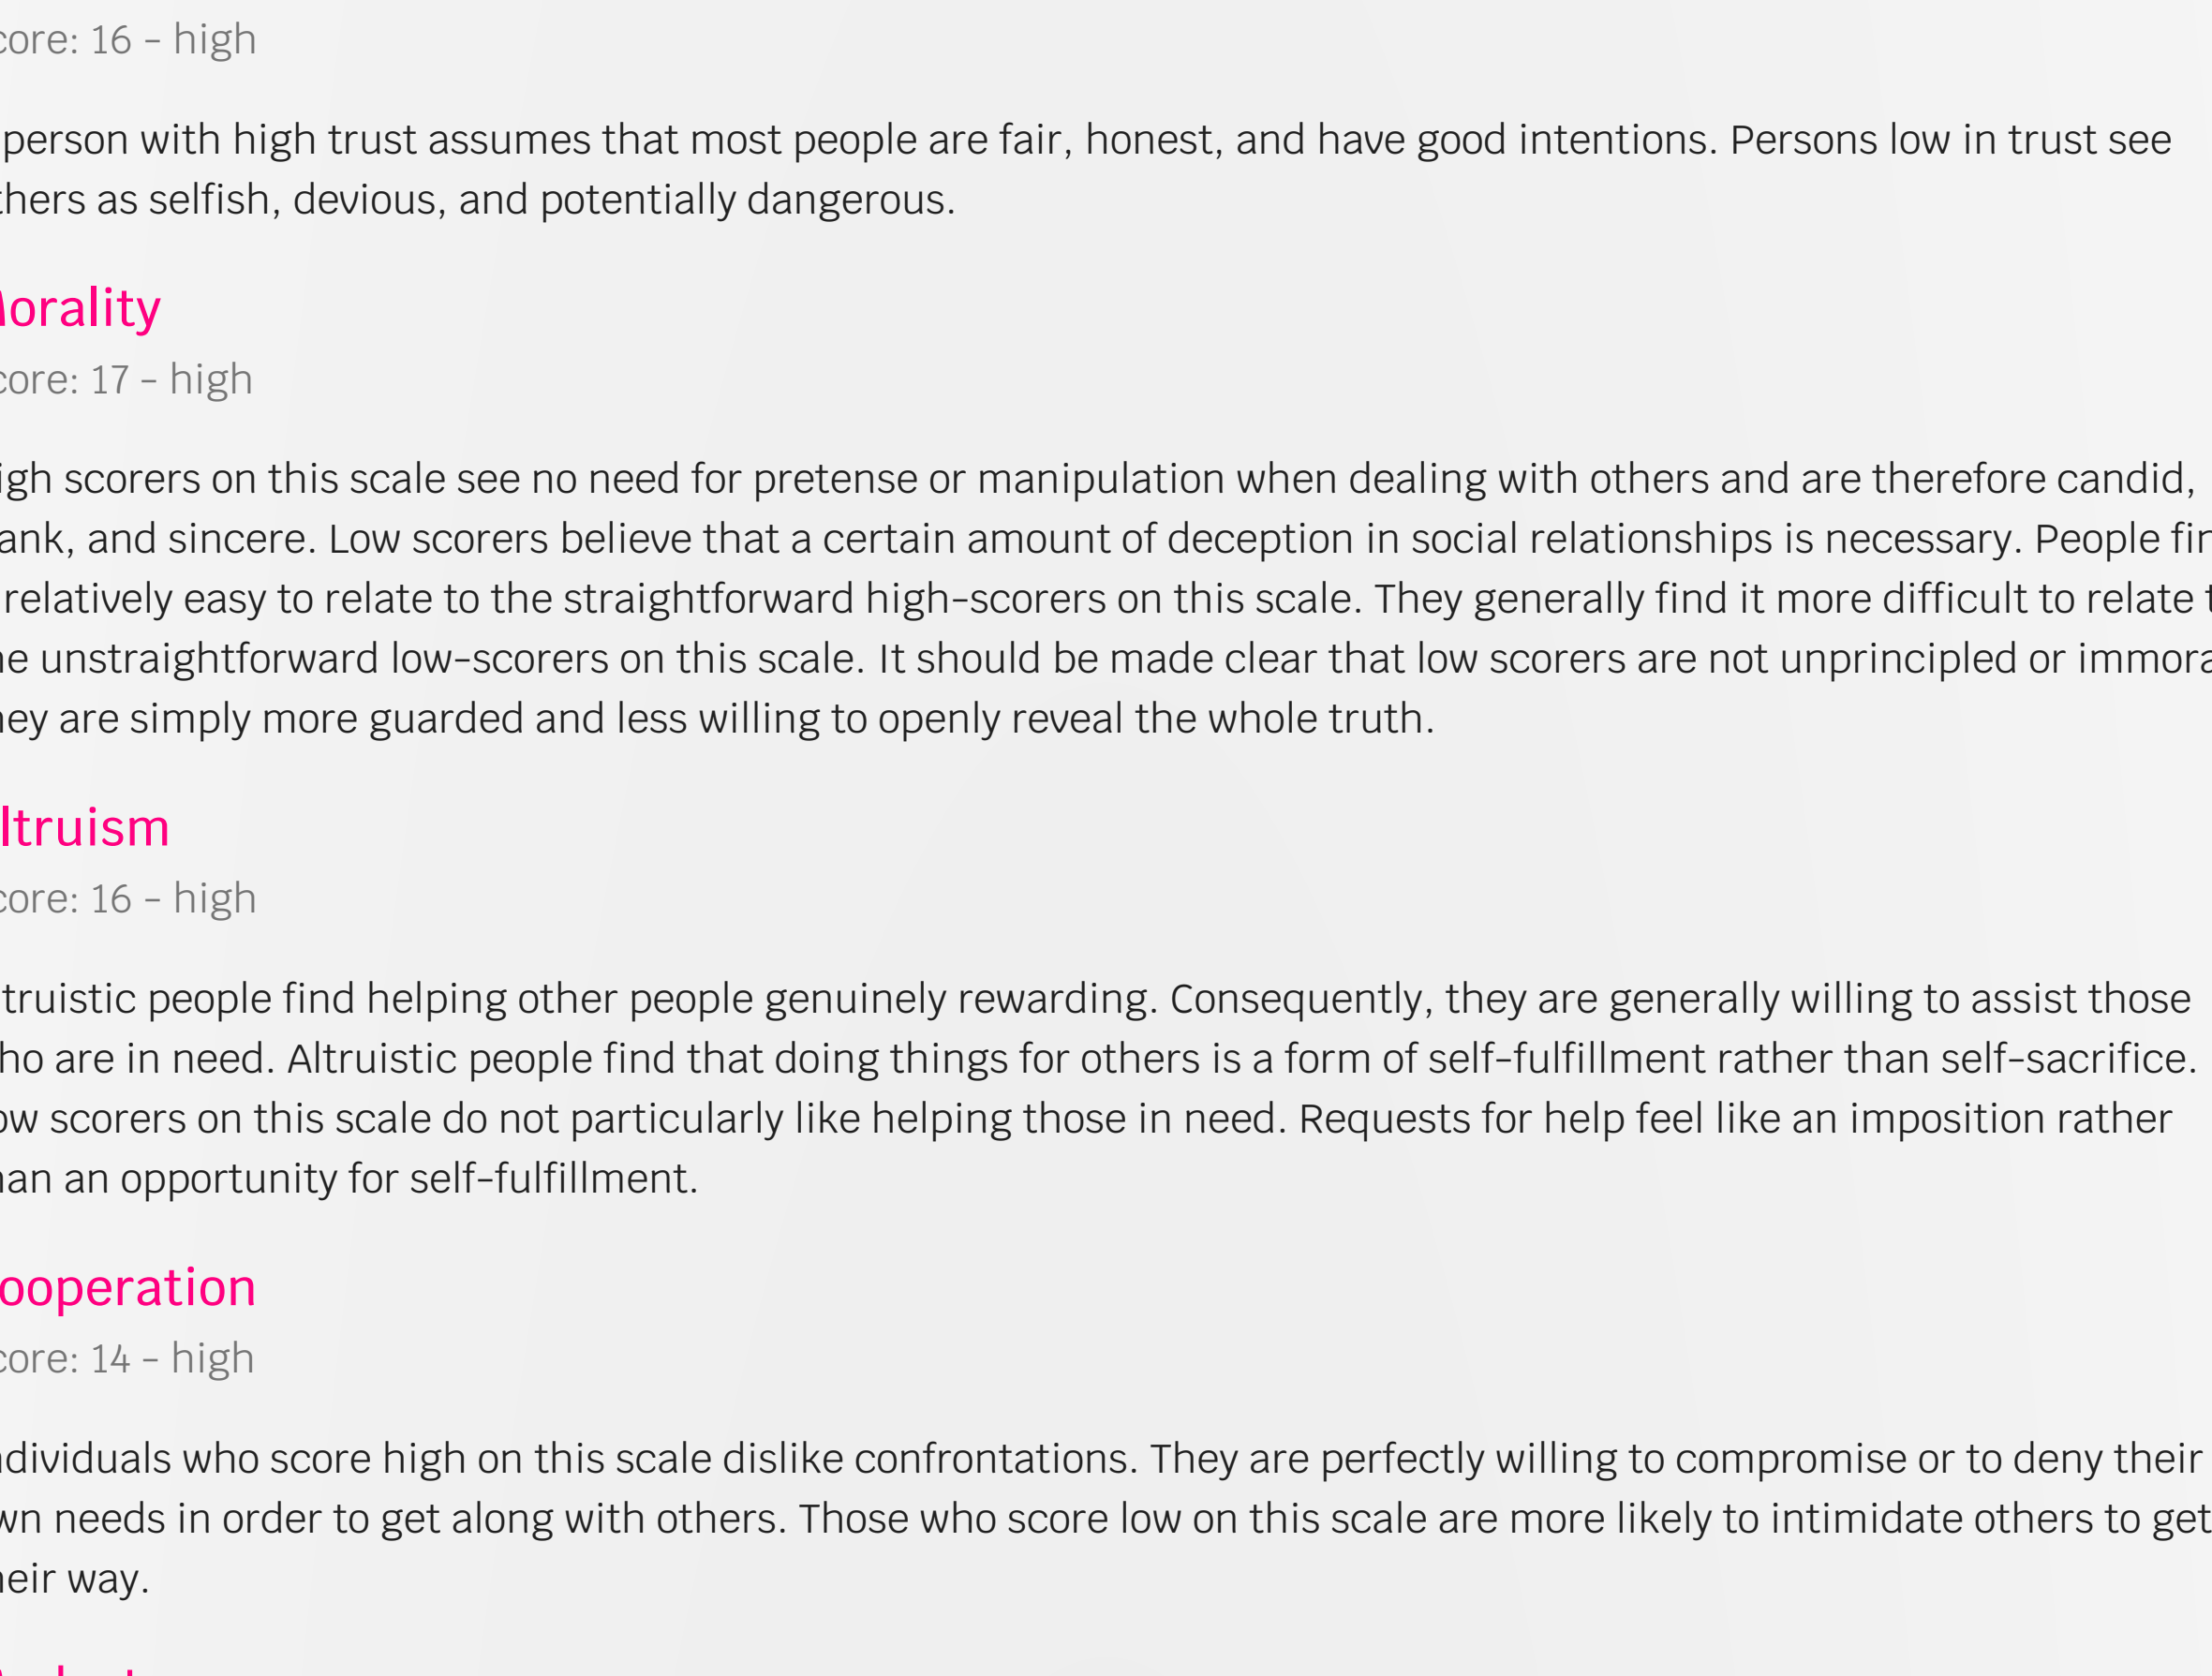 core: 16 - high
person with high trust assumes that most people are fair, honest, and have good intentions. Persons low in trust see
thers as selfish, devious, and potentially dangerous.
orality
core: 17 - high
igh scorers on this scale see no need for pretense or manipulation when dealing with others and are therefore candid,
ank, and sincere. Low scorers believe that a certain amount of deception in social relationships is necessary. People fin
relatively easy to relate to the straightforward high-scorers on this scale. They generally find it more difficult to relate t
he unstraightforward low-scorers on this scale. It should be made clear that low scorers are not unprincipled or immora
hey are simply more guarded and less willing to openly reveal the whole truth.
ltruism
core: 16 - high
truistic people find helping other people genuinely rewarding. Consequently, they are generally willing to assist those
ho are in need. Altruistic people find that doing things for others is a form of self-fulfillment rather than self-sacrifice.
ow scorers on this scale do not particularly like helping those in need. Requests for help feel like an imposition rather
han an opportunity for self-fulfillment.
ooperation
core: 14 - high
dividuals who score high on this scale dislike confrontations. They are perfectly willing to compromise or to deny their
wn needs in order to get along with others. Those who score low on this scale are more likely to intimidate others to get
heir way.